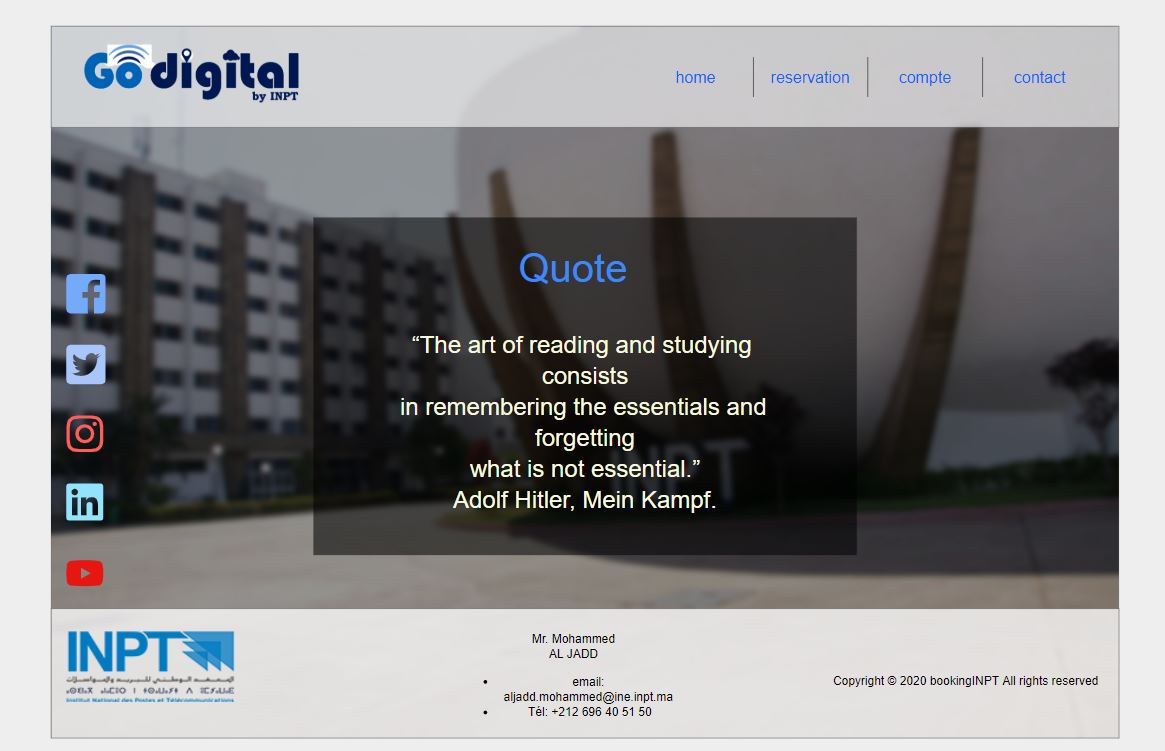 Go digital
by INPT
home
reservation
compte
contact
Quote
“The art of reading and studying
consists
in remembering the essentials and
forgetting
what is not essential.”
Adolf Hitler, Mein Kampf.
in
INPT
المعهد الوطني للبريد والمواصلات
Institut National des Postes et Télécommunications
Mr. Mohammed
AL JADD
• email:
aljadd.mohammed@ine.inpt.ma
• Tél: +212 696 40 51 50
Copyright © 2020 bookingINPT All rights reserved